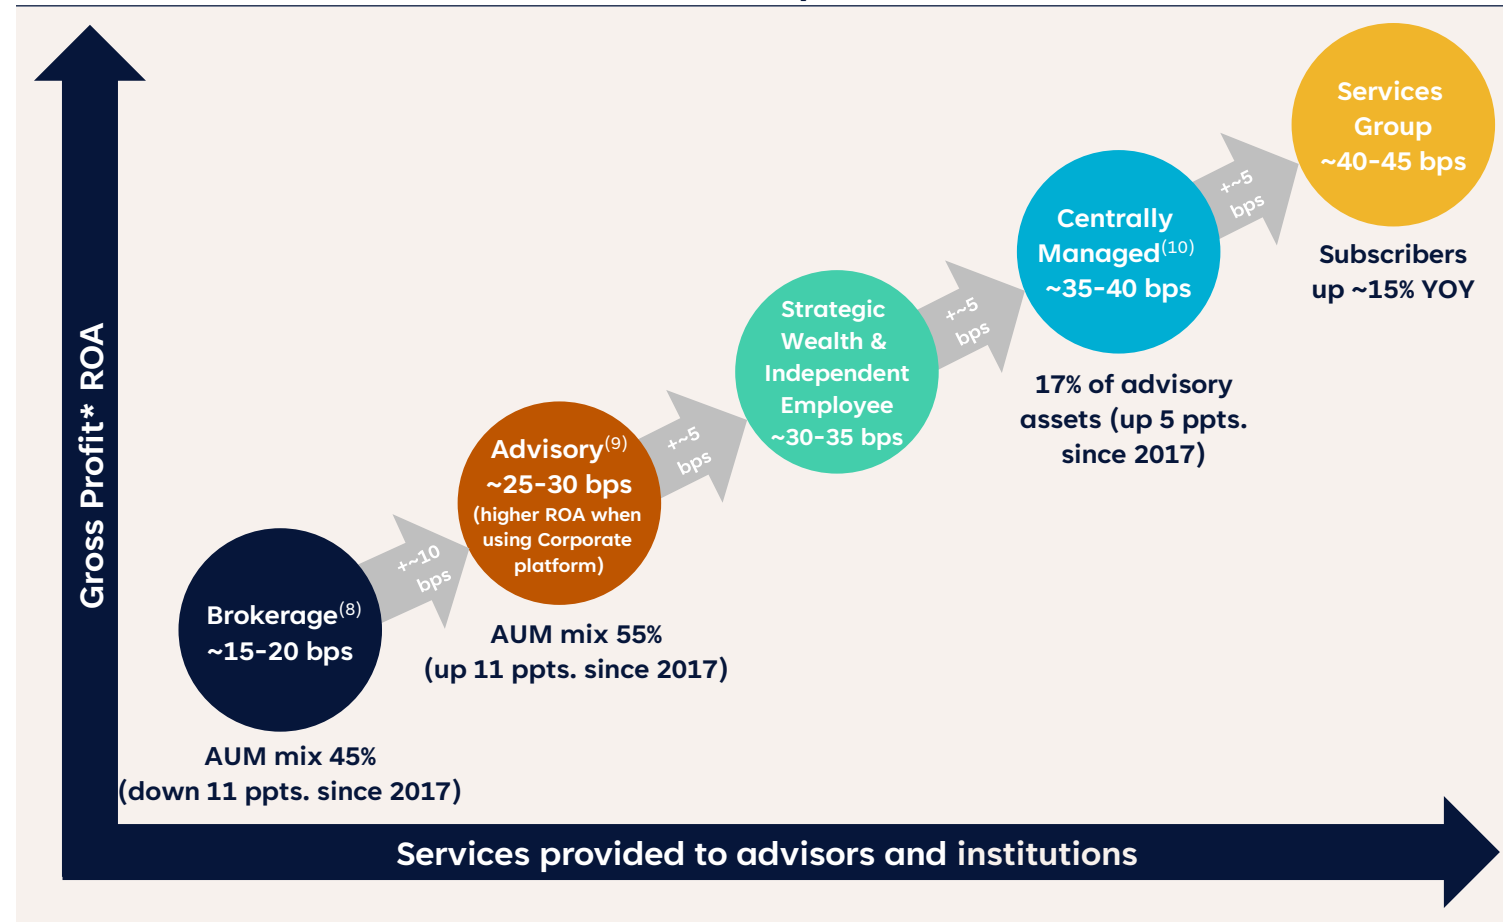 Services
Group
~40-45 bps
+~5
bps
Subscribers
up ~15% YOY
Centrally
Managed(10)
~35-40 bps
+~5
bps
17% of advisory
assets (up 5 ppts.
since 2017)
Strategic
Wealth &
Independent
Employee
~30-35 bps
+~5
bps
Advisory(9)
~25-30 bps
(higher ROA when
using Corporate
platform)
+~10
bps
AUM mix 55%
(up 11 ppts. since 2017)
Brokerage(8)
~15-20 bps
AUM mix 45%
(down 11 ppts. since 2017)
Gross Profit* ROA
Services provided to advisors and institutions